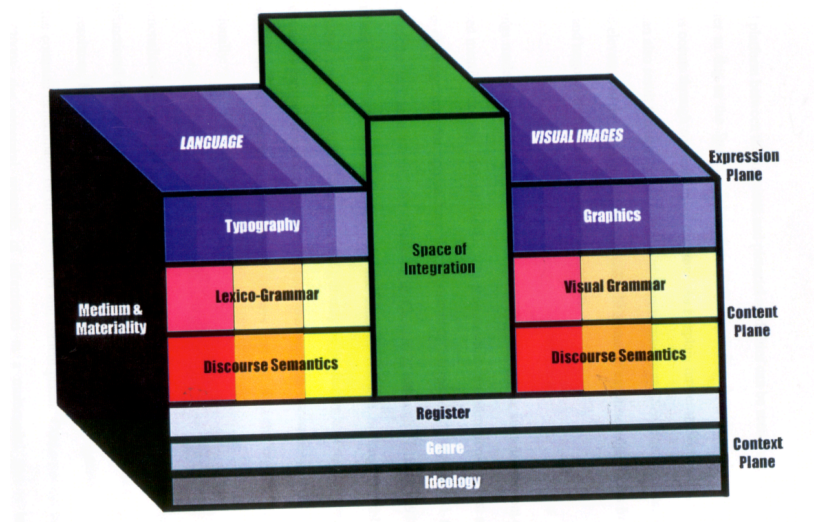 LANGUAGE
VISUAL IMAGES
Expression
Plane
Typography
Graphics
Space of
Integration
Lexico-Grammar
Visual Grammar
Medium &
Materiality
Content
Plane
Discourse Semantics
Discourse Semantics
Register
Genre
Context
Plane
Ideology